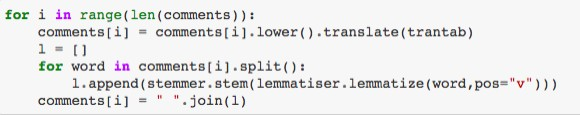 for i in range(len(comments)):
    comments[i] = comments[i].lower().translate(trantab)
    l = []
    for word in comments[i].split():
        l.append(stemmer.stem(lemmatiser.lemmatize(word,pos="v")))
    comments[i] = " ".join(l)